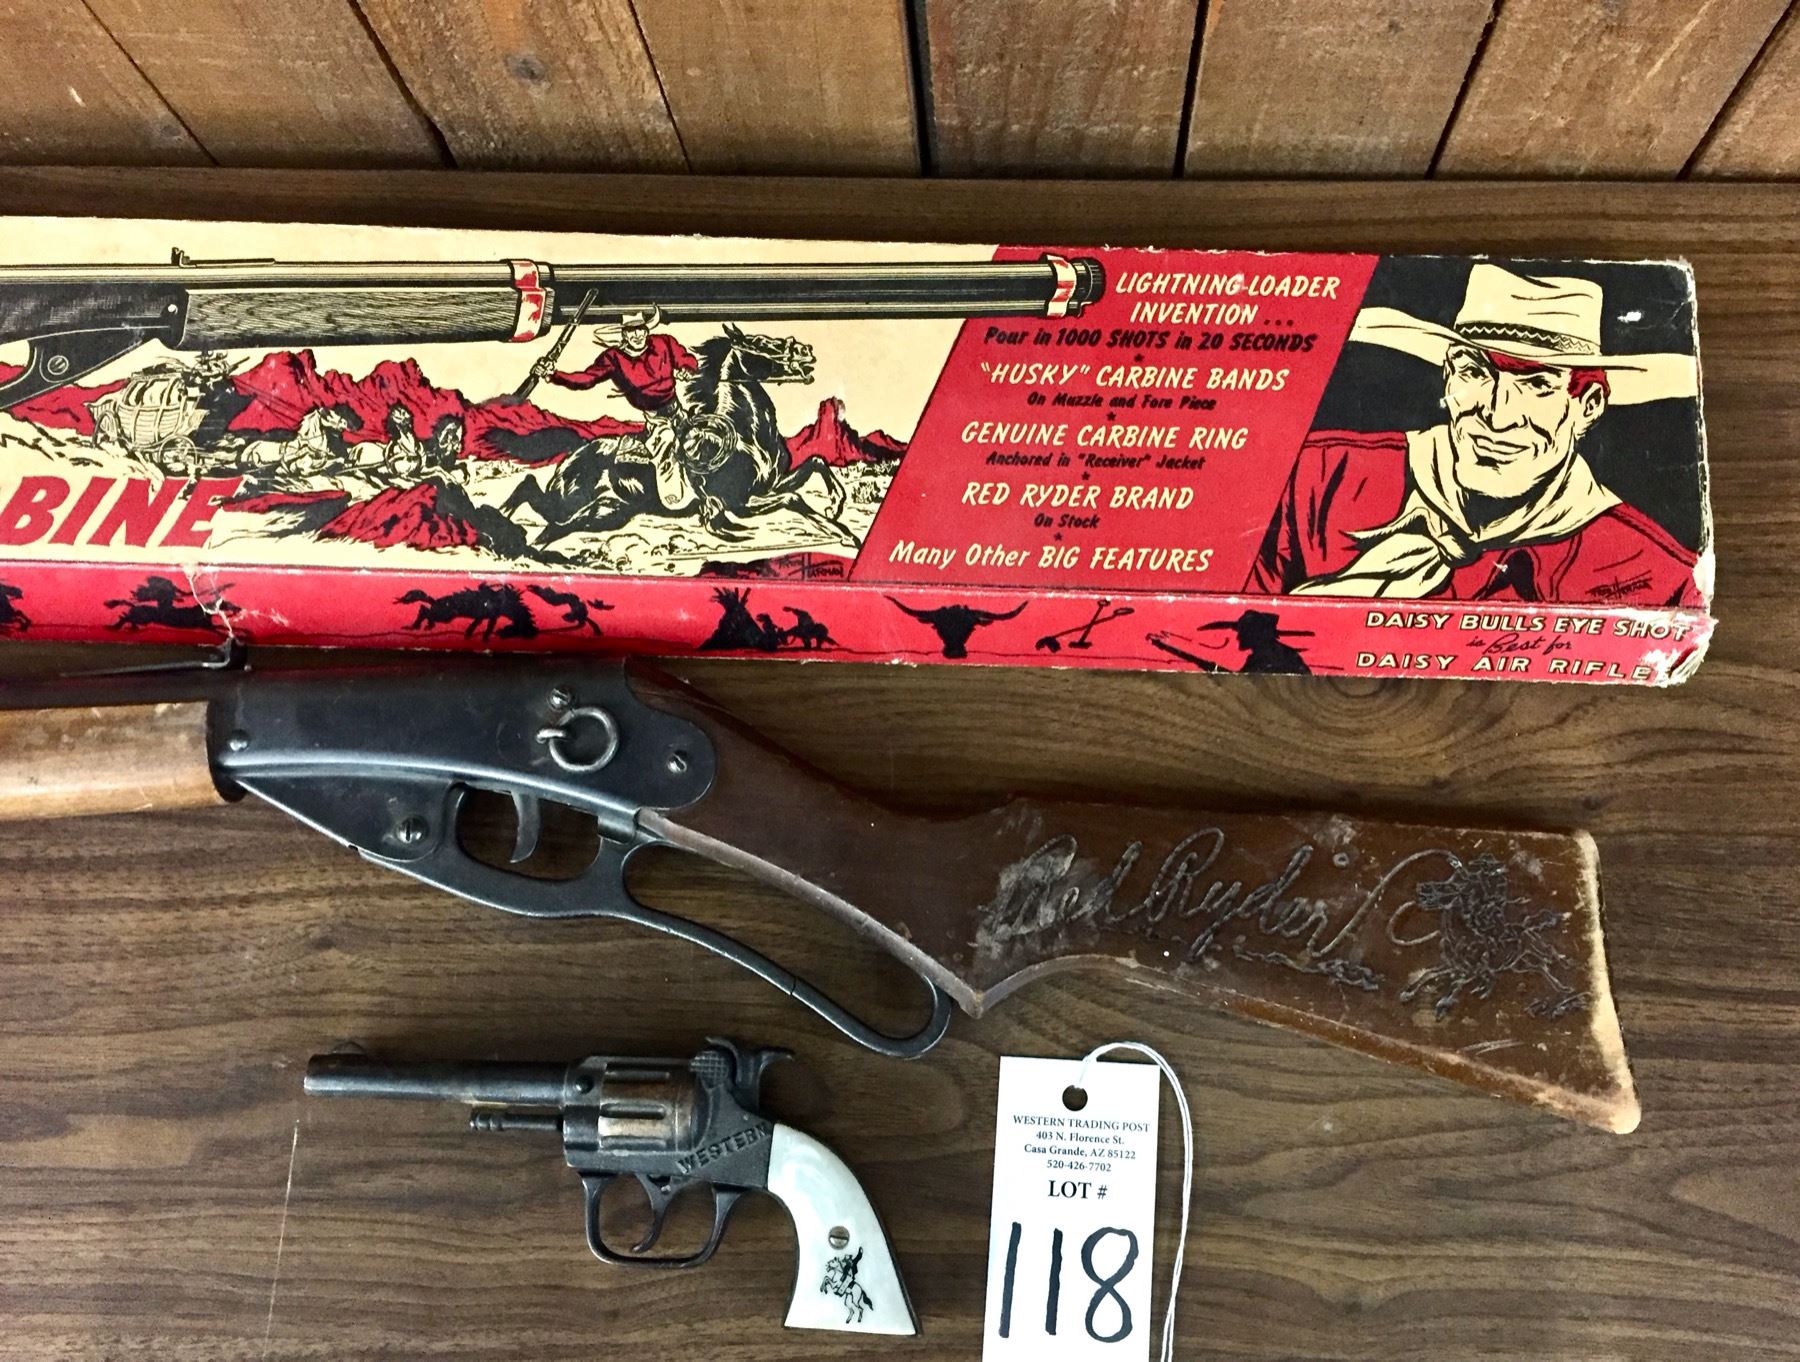 LIGHTNING-LOADER
INVENTION...
Pour in 1000 SHOTS in 20 SECONDS
"HUSKY" CARBINE BANDS
On Muzzle and Fore Piece
GENUINE CARBINE RING
Anchored in "Receiver" Jacket
RED RYDER BRAND
On Stock
Many Other BIG FEATURES
BINE
HARMAN
FRED HARMAN
DAISY BULLS EYE SHOT
is Best for
DAISY AIR RIFLE
Red Ryder
WESTERN
WESTERN TRADING POST
403 N. Florence St.
Casa Grande, AZ 85122
520-426-7702
LOT #
118